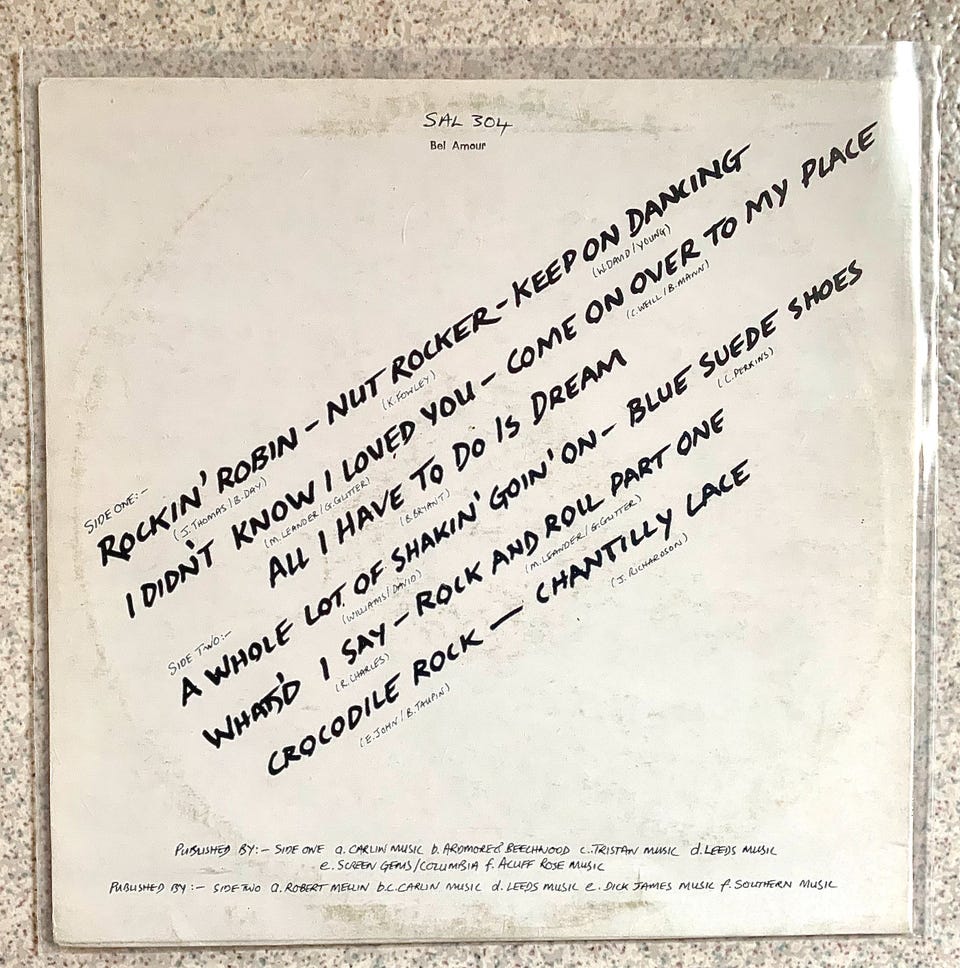 SAL 304
Bel Amour
SIDE ONE:-
ROCKIN' ROBIN - NUT ROCKER - KEEP ON DANCING
(J. THOMAS/B. DAY) (K. FOWLEY) (W. DAVID/YOUNG)
I DIDN'T KNOW I LOVED YOU - COME ON OVER TO MY PLACE
(M. LEANDER/G. GLITTER) (C. WEILL/B. MANN)
ALL I HAVE TO DO IS DREAM
(B. BRYANT)
SIDE TWO:-
A WHOLE LOT OF SHAKIN' GOIN' ON - BLUE SUEDE SHOES
(WILLIAMS/DAVID) (C. PERKINS)
WHAT'D I SAY - ROCK AND ROLL PART ONE
(R. CHARLES) (M. LEANDER/G. GLITTER)
CROCODILE ROCK — CHANTILLY LACE
(E. JOHN/B. TAUPIN) (J. RICHARDSON)
PUBLISHED BY:- SIDE ONE a. CARLIN MUSIC b. ARDMORE & BEECHWOOD c. TRISTAN MUSIC d. LEEDS MUSIC
e. SCREEN GEMS/COLUMBIA f. ACUFF ROSE MUSIC
PUBLISHED BY:- SIDE TWO a. ROBERT MELLIN b.c. CARLIN MUSIC d. LEEDS MUSIC e. DICK JAMES MUSIC f. SOUTHERN MUSIC